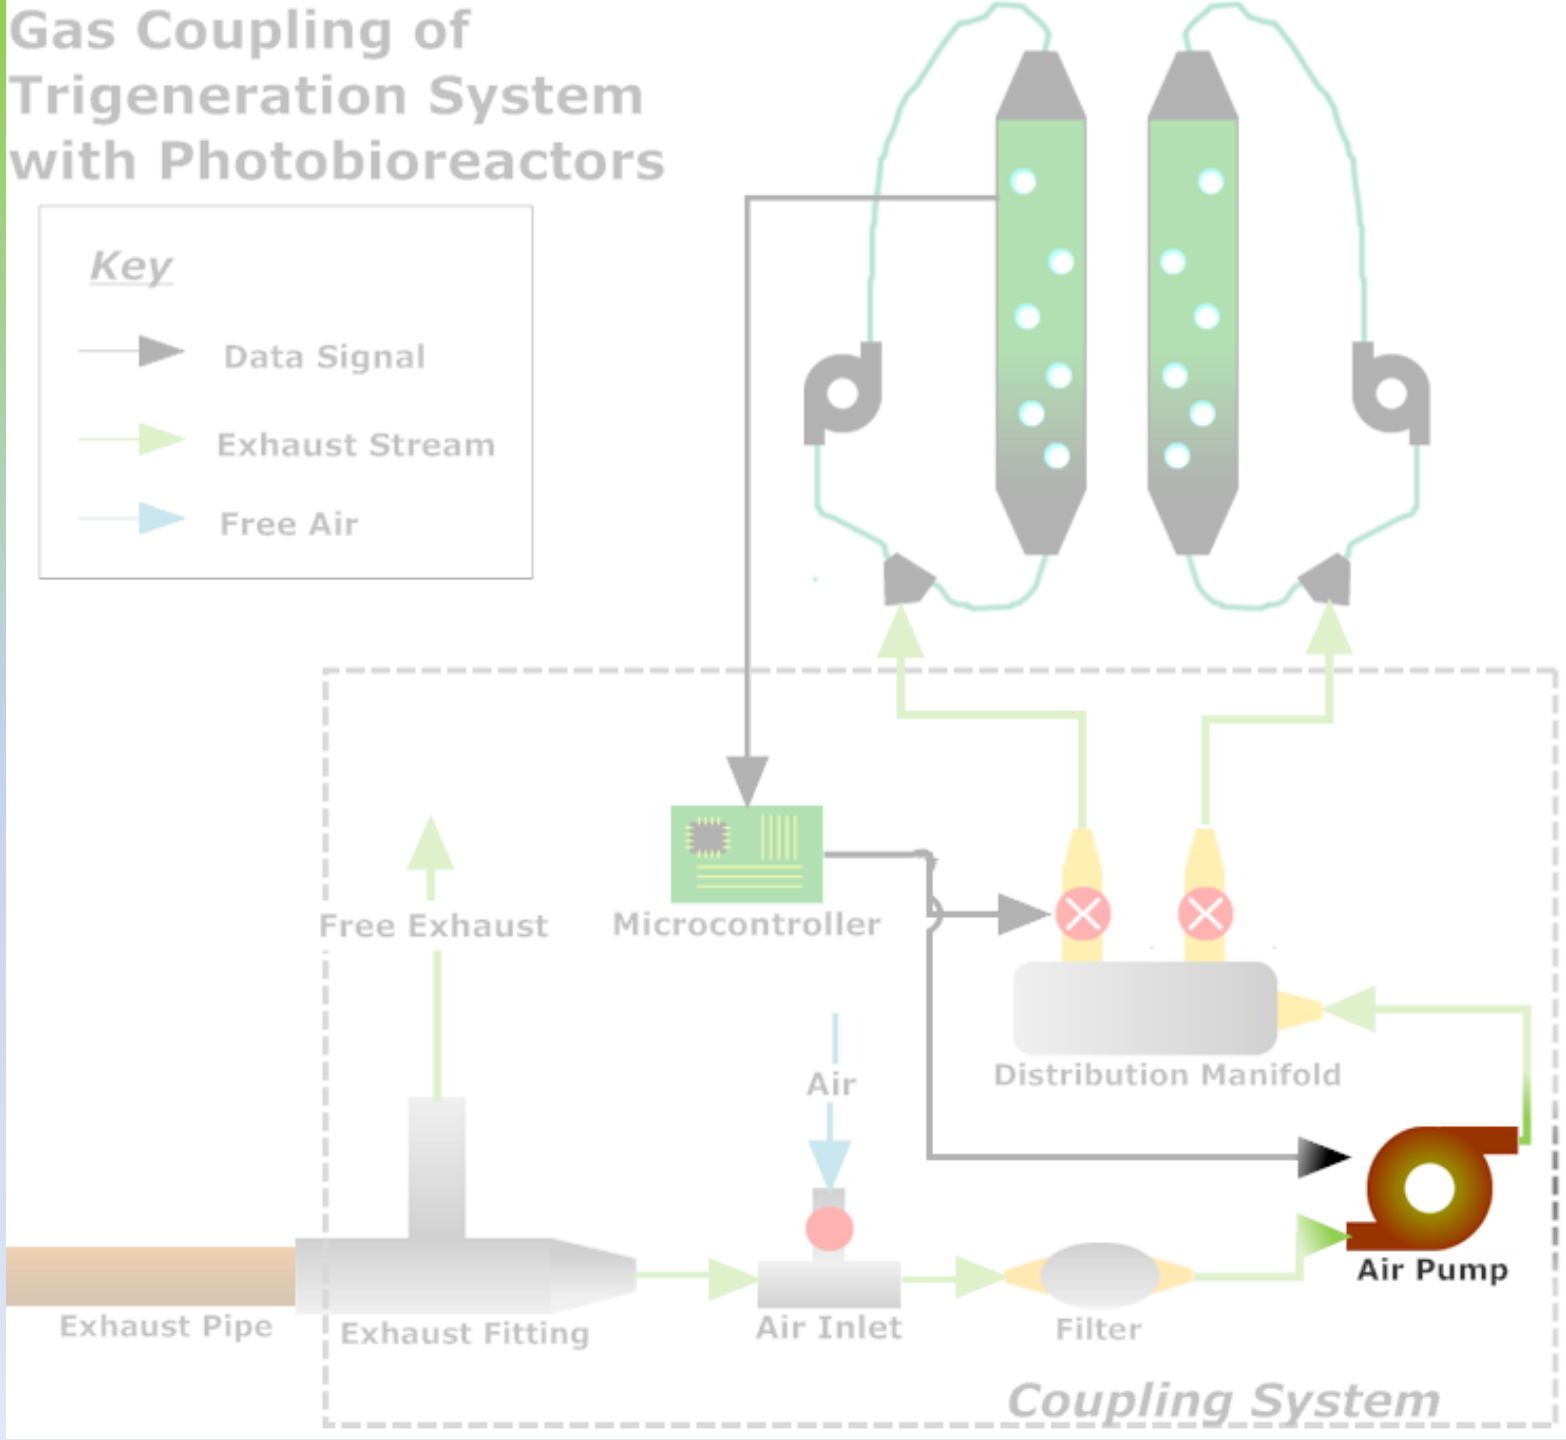 Gas Coupling of
Trigeneration System
with Photobioreactors
Key
Data Signal
Exhaust Stream
Free Air
Free Exhaust
Microcontroller
Air
Distribution Manifold
Air Pump
Exhaust Pipe
Exhaust Fitting
Air Inlet
Filter
Coupling System